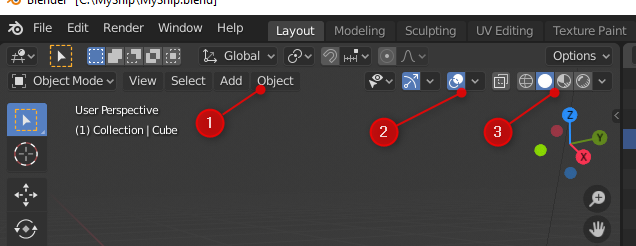 Blender [C:\MyShip\MyShip.blend]
File Edit Render Window Help Layout Modeling Sculpting UV Editing Texture Paint
Global Options
Object Mode View Select Add Object
1
2
3
User Perspective
(1) Collection | Cube
Z
Y
X